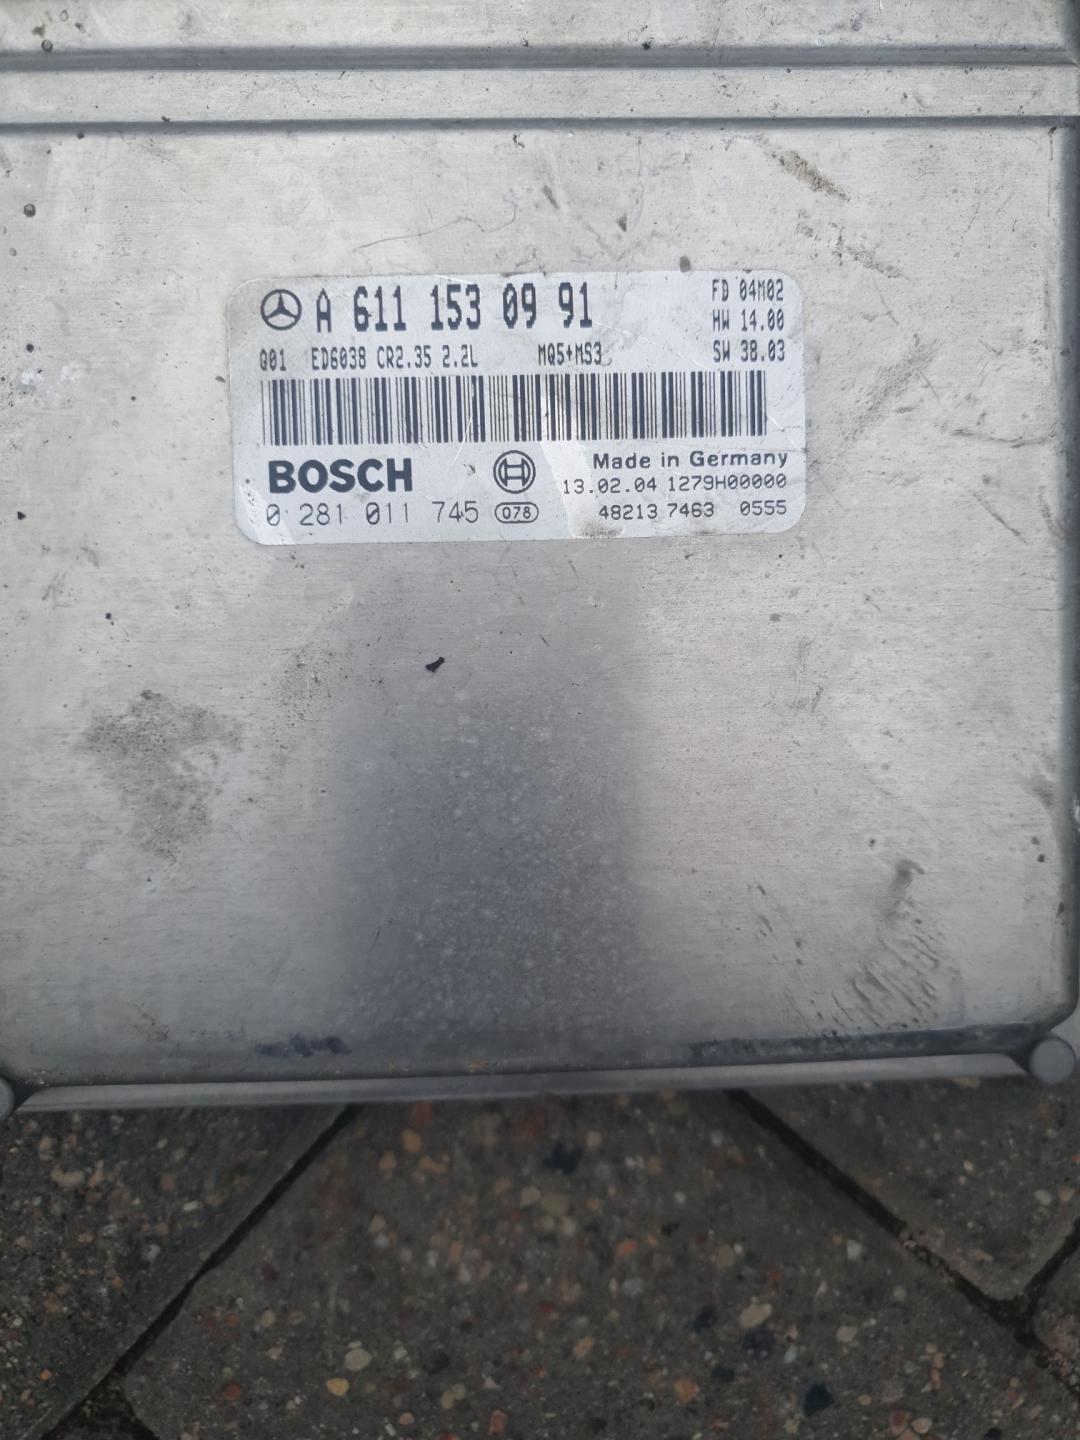 A 611 153 09 91
FD 04M02
HW 14.00
Q01 ED6038 CR2.35 2.2L MQ5+MS3
SW 38.03
BOSCH
Made in Germany
13.02.04 1279H00000
0 281 011 745 078
48213 7463 0555